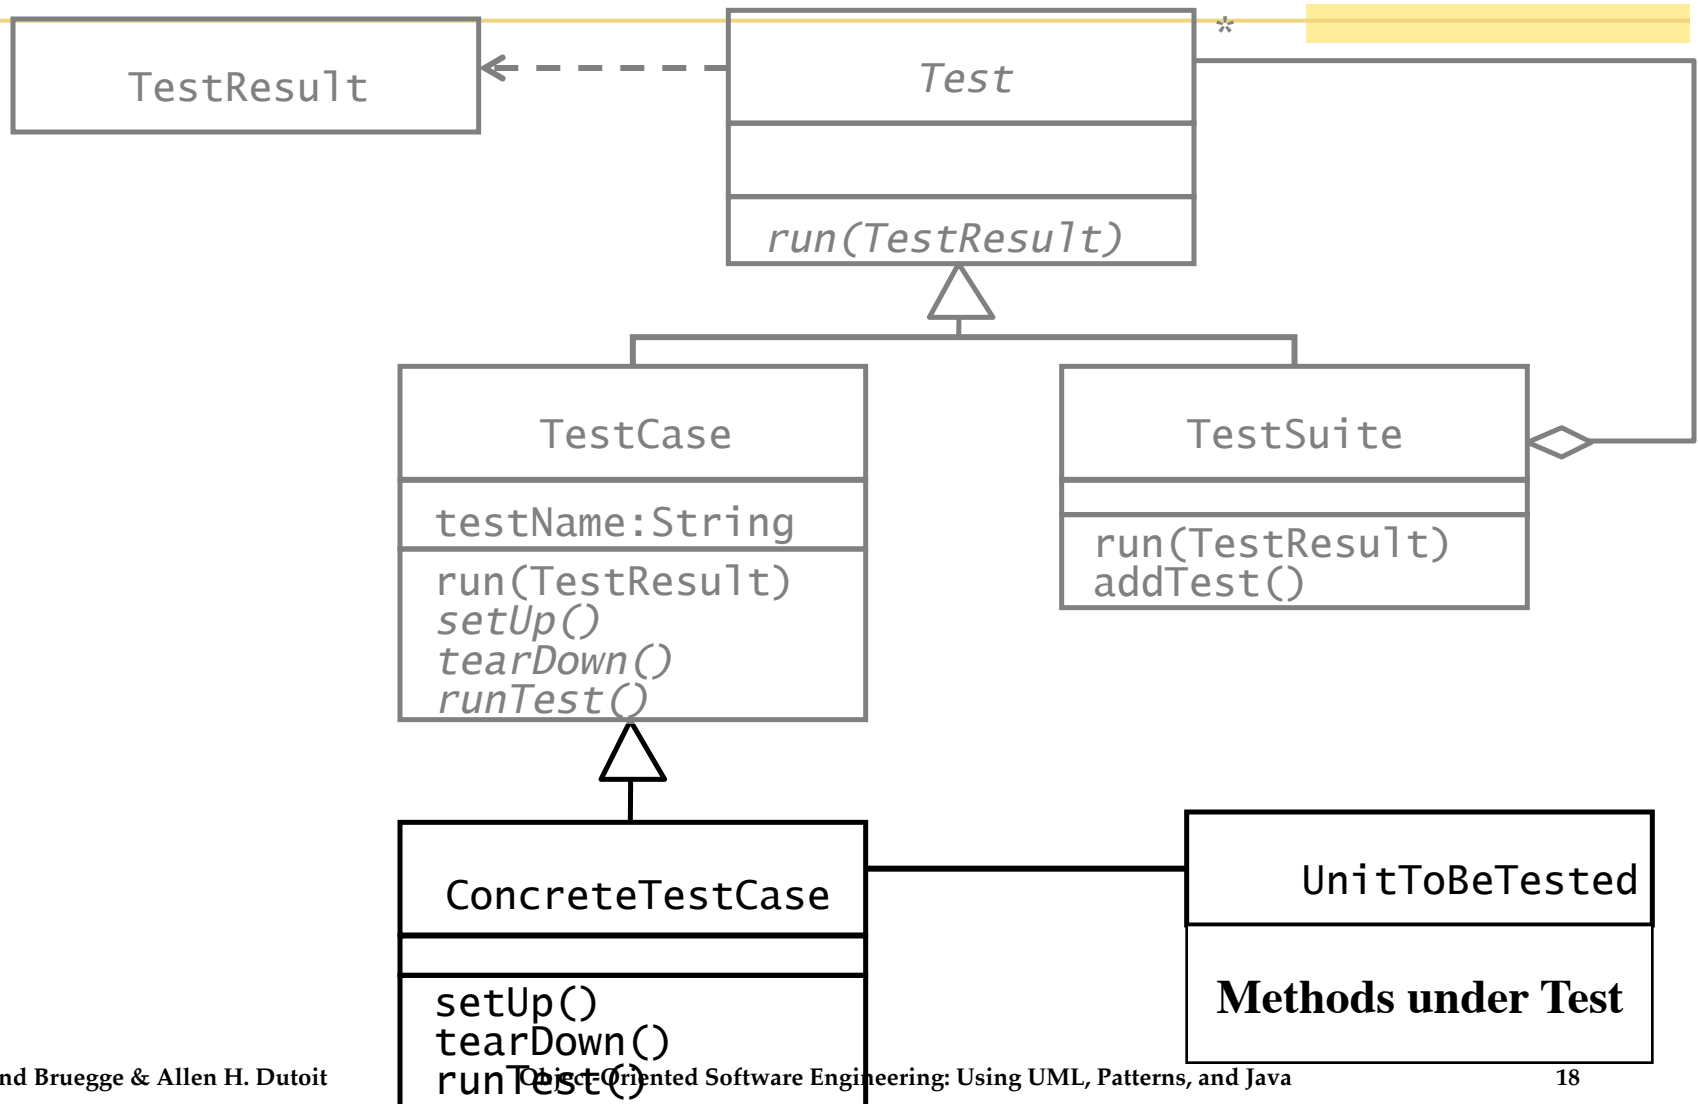 *
TestResult
Test
run(TestResult)
TestCase
testName:String
run(TestResult)
setUp()
tearDown()
runTest()
TestSuite
run(TestResult)
addTest()
ConcreteTestCase
setUp()
tearDown()
runTest()
UnitToBeTested
Methods under Test
nd Bruegge & Allen H. Dutoit
Object-Oriented Software Engineering: Using UML, Patterns, and Java
18